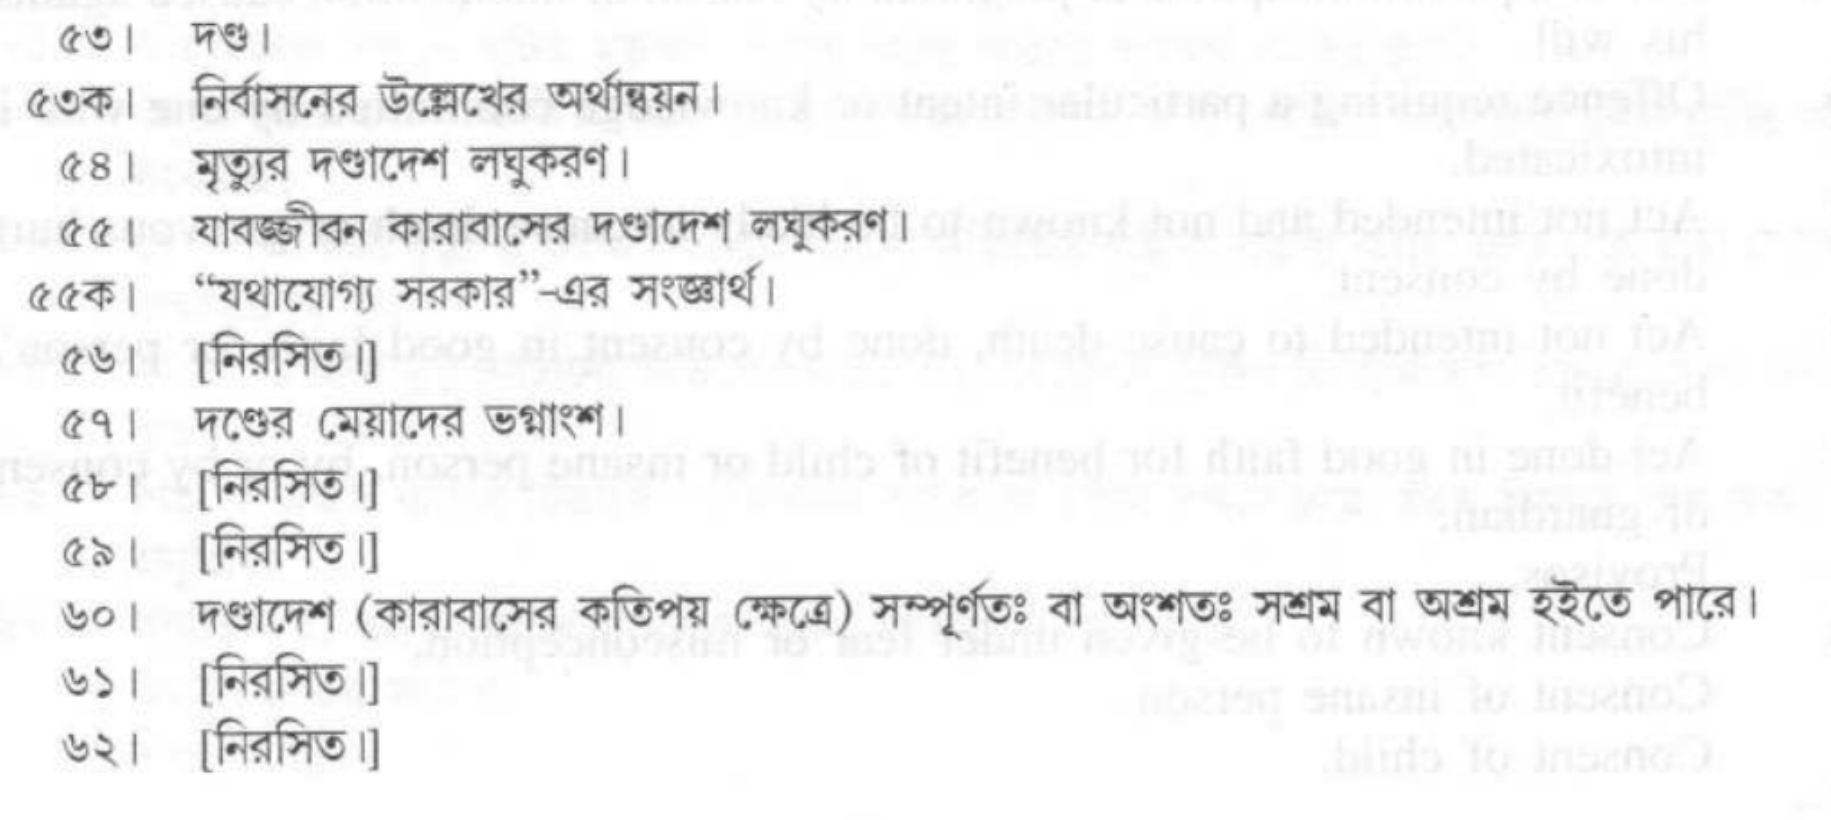 ৫৩। দণ্ড।
৫৩ক। নির্বাসনের উল্লেখের অর্থান্বয়ন।
৫৪। মৃত্যুর দণ্ডাদেশ লঘুকরণ।
৫৫। যাবজ্জীবন কারাবাসের দণ্ডাদেশ লঘুকরণ।
৫৫ক। “যথাযোগ্য সরকার”-এর সংজ্ঞার্থ।
৫৬। [নিরসিত।]
৫৭। দণ্ডের মেয়াদের ভগ্নাংশ।
৫৮। [নিরসিত।]
৫৯। [নিরসিত।]
৬০। দণ্ডাদেশ (কারাবাসের কতিপয় ক্ষেত্রে) সম্পূর্ণতঃ বা অংশতঃ সশ্রম বা অশ্রম হইতে পারে।
৬১। [নিরসিত।]
৬২। [নিরসিত।]